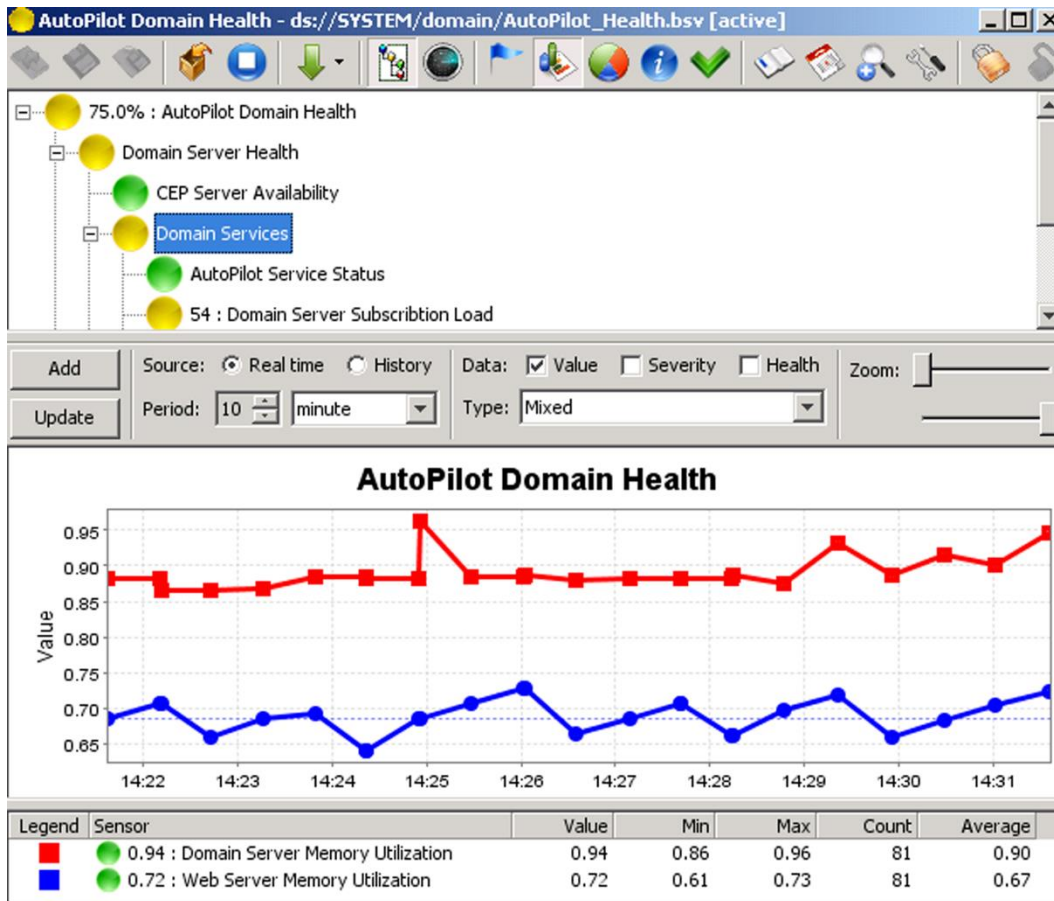 AutoPilot Domain Health - ds://SYSTEM/domain/AutoPilot_Health.bsv [active]
75.0% : AutoPilot Domain Health
Domain Server Health
CEP Server Availability
Domain Services
AutoPilot Service Status
54 : Domain Server Subscribtion Load
Add Source: Real time History Data: Value Severity Health Zoom:
Update Period: 10 minute Type: Mixed
AutoPilot Domain Health
0.95
0.90
0.85
0.80
0.75
0.70
0.65
Value
14:22 14:23 14:24 14:25 14:26 14:27 14:28 14:29 14:30 14:31
Legend Sensor Value Min Max Count Average
0.94 : Domain Server Memory Utilization 0.94 0.86 0.96 81 0.90
0.72 : Web Server Memory Utilization 0.72 0.61 0.73 81 0.67